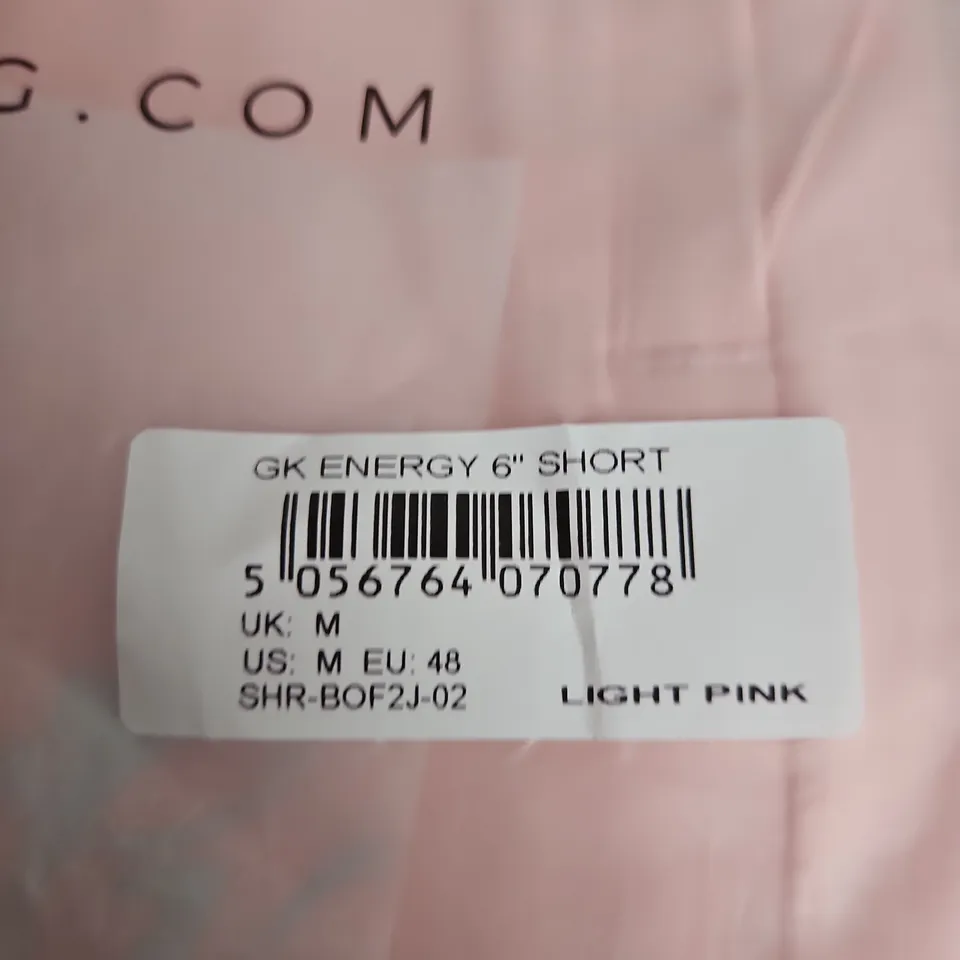 G.COM
GK ENERGY 6" SHORT
5 056764 070778
UK: M
US: M EU: 48
SHR-BOF2J-02 LIGHT PINK